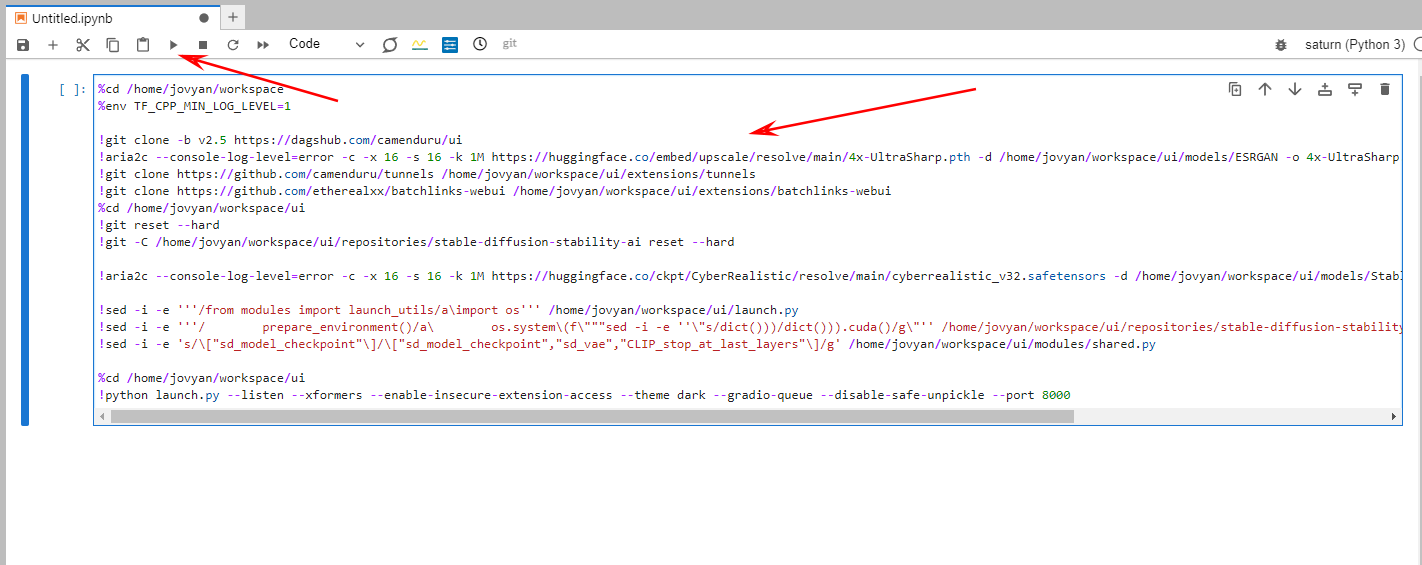 Untitled.ipynb
Code
git
saturn (Python 3)
[ ]:
%cd /home/jovyan/workspace
%env TF_CPP_MIN_LOG_LEVEL=1
!git clone -b v2.5 https://dagshub.com/camenduru/ui
!aria2c --console-log-level=error -c -x 16 -s 16 -k 1M https://huggingface.co/embed/upscale/resolve/main/4x-UltraSharp.pth -d /home/jovyan/workspace/ui/models/ESRGAN -o 4x-UltraSharp
!git clone https://github.com/camenduru/tunnels /home/jovyan/workspace/ui/extensions/tunnels
!git clone https://github.com/etherealxx/batchlinks-webui /home/jovyan/workspace/ui/extensions/batchlinks-webui
%cd /home/jovyan/workspace/ui
!git reset --hard
!git -C /home/jovyan/workspace/ui/repositories/stable-diffusion-stability-ai reset --hard
!aria2c --console-log-level=error -c -x 16 -s 16 -k 1M https://huggingface.co/ckpt/CyberRealistic/resolve/main/cyberrealistic_v32.safetensors -d /home/jovyan/workspace/ui/models/Stabl
!sed -i -e '''/from modules import launch_utils/a\import os''' /home/jovyan/workspace/ui/launch.py
!sed -i -e '''/        prepare_environment()/a\        os.system\(f\"""sed -i -e ''\"s/dict()))/dict())).cuda()/g\"'' /home/jovyan/workspace/ui/repositories/stable-diffusion-stability
!sed -i -e 's/\["sd_model_checkpoint"\]/\["sd_model_checkpoint","sd_vae","CLIP_stop_at_last_layers"\]/g' /home/jovyan/workspace/ui/modules/shared.py
%cd /home/jovyan/workspace/ui
!python launch.py --listen --xformers --enable-insecure-extension-access --theme dark --gradio-queue --disable-safe-unpickle --port 8000